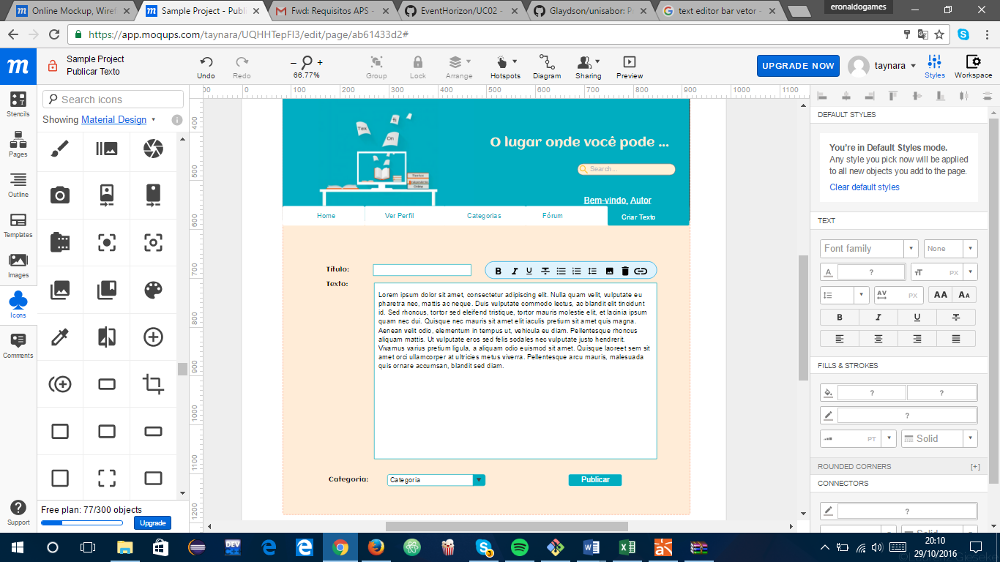 Online Mockup, Wiref
Sample Project - Publi
Fwd: Requisitos APS -
EventHorizon/UC02 -
Glaydson/unisabor: P
text editor bar vetor -
eronaldogames
https://app.moqups.com/taynara/UQHHTepFI3/edit/page/ab61433d2#
m
Sample Project
Publicar Texto
Undo
Redo
66.77%
Group
Lock
Arrange
Hotspots
Diagram
Sharing
Preview
UPGRADE NOW
taynara
Styles
Workspace
Stencils
Pages
Outline
Templates
Images
Icons
Comments
Support
Search icons
Showing Material Design
Free plan: 77/300 objects
Upgrade
00 0 100 200 300 400 500 600 700 800 900 1000 1100
400
500
600
700
800
900
1000
1100
1200
Tex
ti
On
Textos
Independentes
Online
O lugar onde você pode ...
Search...
Bem-vindo, Autor
Home
Ver Perfil
Categorias
Fórum
Criar Texto
Título:
B I U
Texto:
Lorem ipsum dolor sit amet, consectetur adipiscing elit. Nulla quam velit, vulputate eu
pharetra nec, mattis ac neque. Duis vulputate commodo lectus, ac blandit elit tincidunt
id. Sed rhoncus, tortor sed eleifend tristique, tortor mauris molestie elit, et lacinia ipsum
quam nec dui. Quisque nec mauris sit amet elit iaculis pretium sit amet quis magna.
Aenean velit odio, elementum in tempus ut, vehicula eu diam. Pellentesque rhoncus
aliquam mattis. Ut vulputate eros sed felis sodales nec vulputate justo hendrerit.
Vivamus varius pretium ligula, a aliquam odio euismod sit amet. Quisque laoreet sem sit
amet orci ullamcorper at ultricies metus viverra. Pellentesque arcu mauris, malesuada
quis ornare accumsan, blandit sed diam.
Categoria:
Categoria
Publicar
DEFAULT STYLES
You're in Default Styles mode.
Any style you pick now will be applied
to all new objects you add to the page.
Clear default styles
TEXT
Font family
None
A ?
TT PX
AV PX
AA AA
B I U
FILLS & STROKES
? ?
?
PT
Solid
ROUNDED CORNERS [+]
CONNECTORS
?
Solid
DEV
20:10
29/10/2016